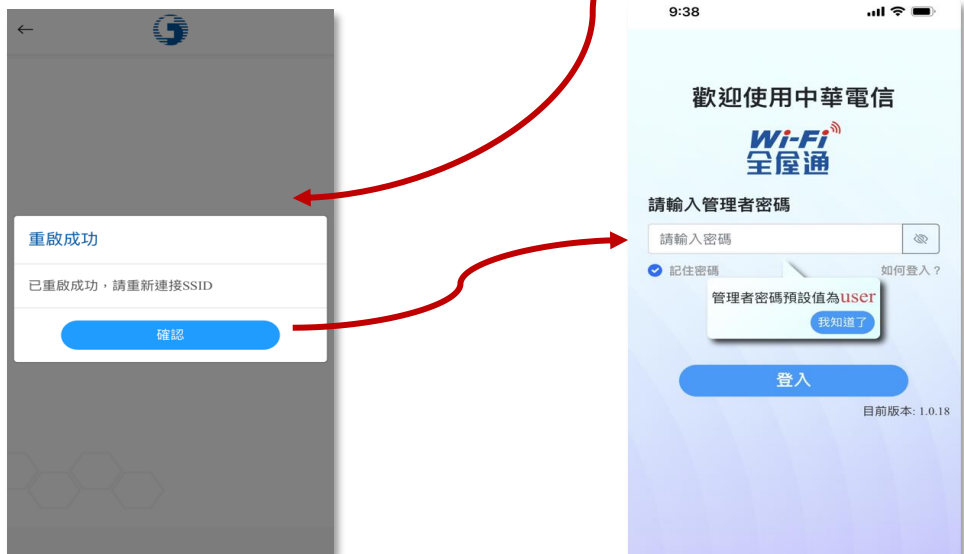 重啟成功
已重啟成功，請重新連接SSID
確認
9:38
歡迎使用中華電信
Wi-Fi
全屋通
請輸入管理者密碼
請輸入密碼
記住密碼
如何登入？
管理者密碼預設值為user
我知道了
登入
目前版本: 1.0.18